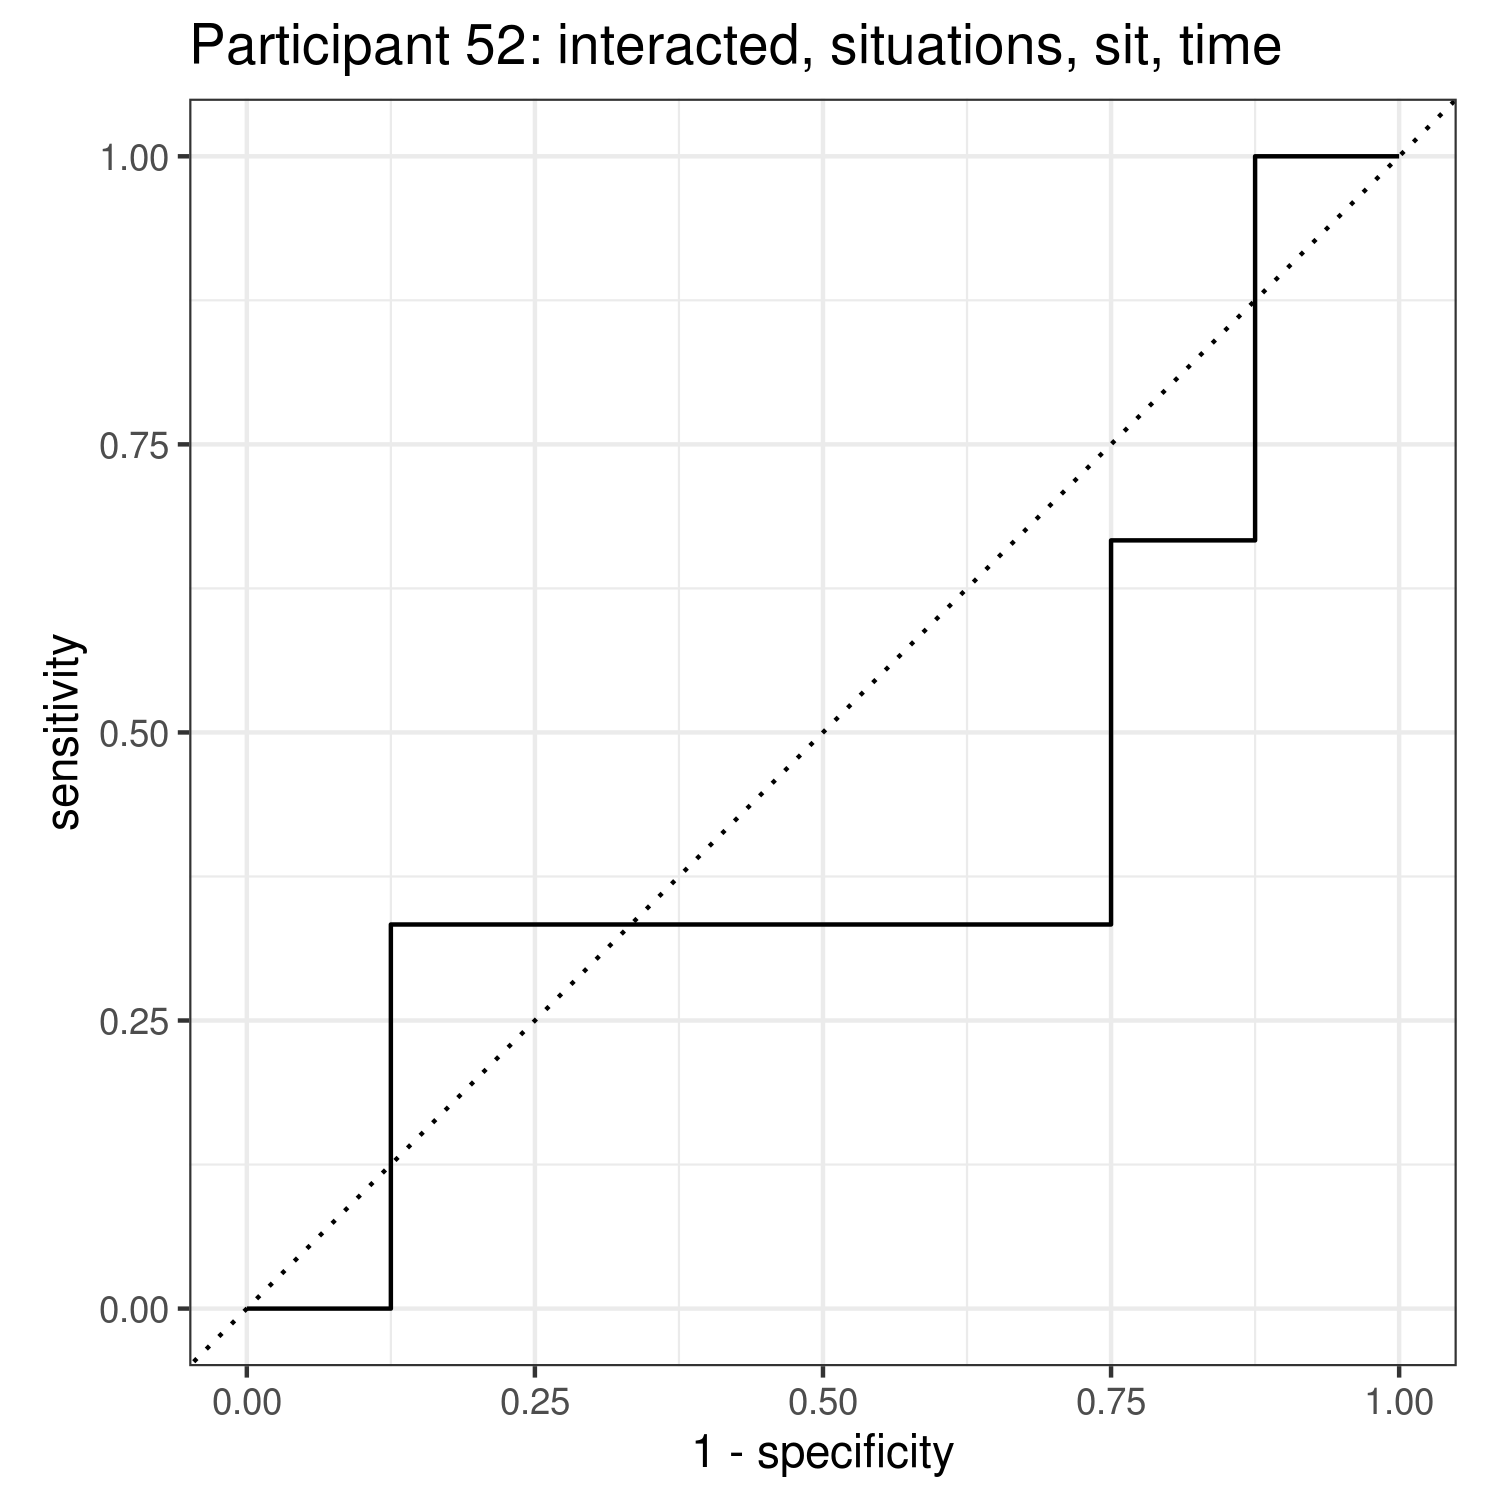 Participant 52: interacted, situations, sit, time
1.00
0.75
0.50
0.25
0.00
sensitivity
0.00 0.25 0.50 0.75 1.00
1 - specificity